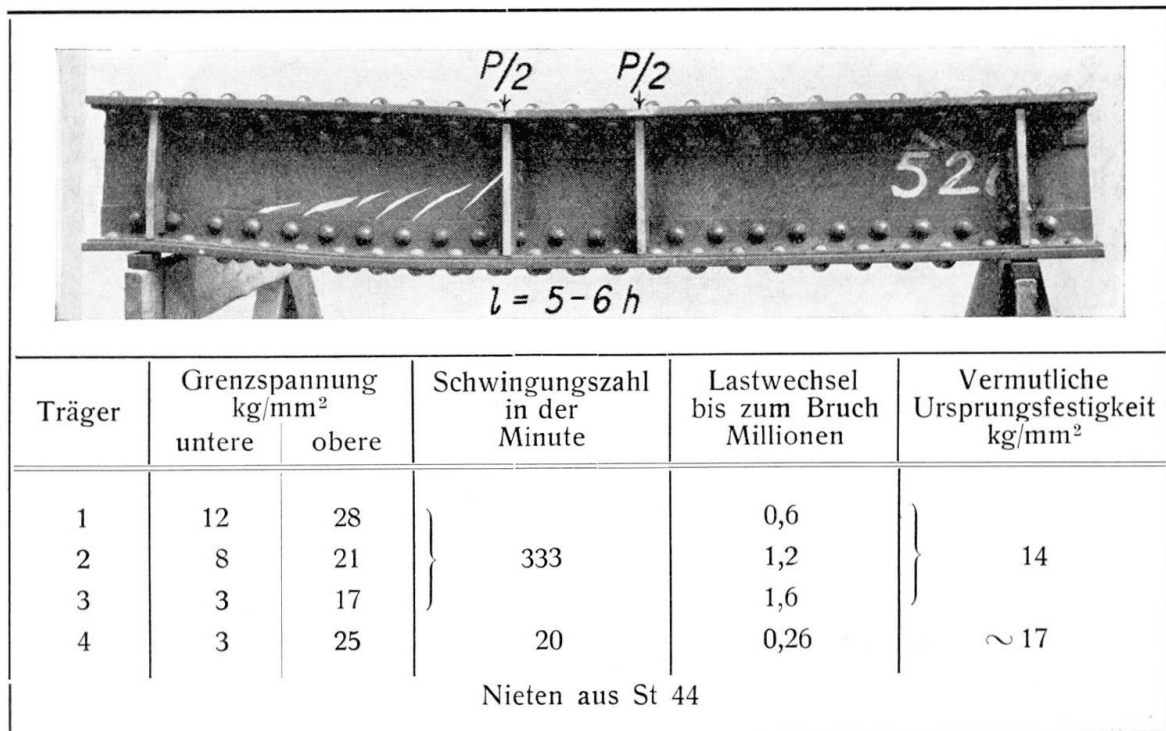 P/2 P/2
52
l = 5 - 6 h
Träger Grenzspannung kg/mm² untere obere Schwingungszahl in der Minute Lastwechsel bis zum Bruch Millionen Vermutliche Ursprungsfestigkeit kg/mm²
1 12 28 0,6
2 8 21 333 1,2 14
3 3 17 1,6
4 3 25 20 0,26 ~ 17
Nieten aus St 44